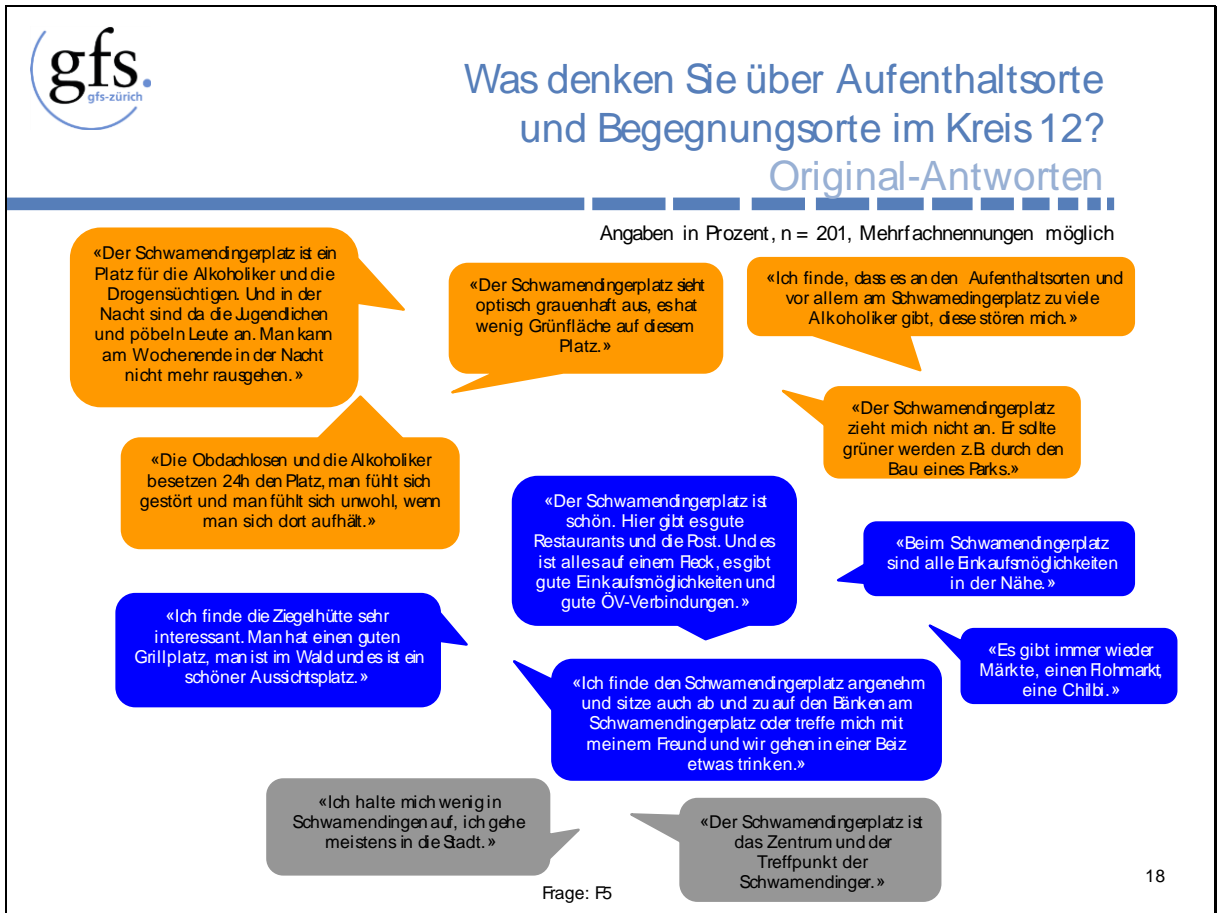 gfs.
gfs-zürich
Was denken Sie über Aufenthaltsorte
und Begegnungsorte im Kreis 12?
Original-Antworten
Angaben in Prozent, n = 201, Mehrfachnennungen möglich
«Der Schwamendingerplatz ist ein
Platz für die Alkoholiker und die
Drogensüchtigen. Und in der
Nacht sind da die Jugendlichen
und pöbeln Leute an. Man kann
am Wochenende in der Nacht
nicht mehr rausgehen.»
«Der Schwamendingerplatz sieht
optisch grauenhaft aus, es hat
wenig Grünfläche auf diesem
Platz.»
«Ich finde, dass es an den Aufenthaltsorten und
vor allem am Schwamedingerplatz zu viele
Alkoholiker gibt, diese stören mich.»
«Der Schwamendingerplatz
zieht mich nicht an. Er sollte
grüner werden z.B. durch den
Bau eines Parks.»
«Die Obdachlosen und die Alkoholiker
besetzen 24h den Platz, man fühlt sich
gestört und man fühlt sich unwohl, wenn
man sich dort aufhält.»
«Der Schwamendingerplatz ist
schön. Hier gibt es gute
Restaurants und die Post. Und es
ist alles auf einem Fleck, es gibt
gute Einkaufsmöglichkeiten und
gute ÖV-Verbindungen.»
«Beim Schwamendingerplatz
sind alle Einkaufsmöglichkeiten
in der Nähe.»
«Ich finde die Ziegelhütte sehr
interessant. Man hat einen guten
Grillplatz, man ist im Wald und es ist ein
schöner Aussichtsplatz.»
«Es gibt immer wieder
Märkte, einen Flohmarkt,
eine Chilbi.»
«Ich finde den Schwamendingerplatz angenehm
und sitze auch ab und zu auf den Bänken am
Schwamendingerplatz oder treffe mich mit
meinem Freund und wir gehen in einer Beiz
etwas trinken.»
«Ich halte mich wenig in
Schwamendingen auf, ich gehe
meistens in die Stadt.»
«Der Schwamendingerplatz ist
das Zentrum und der
Treffpunkt der
Schwamendinger.»
Frage: F5
18